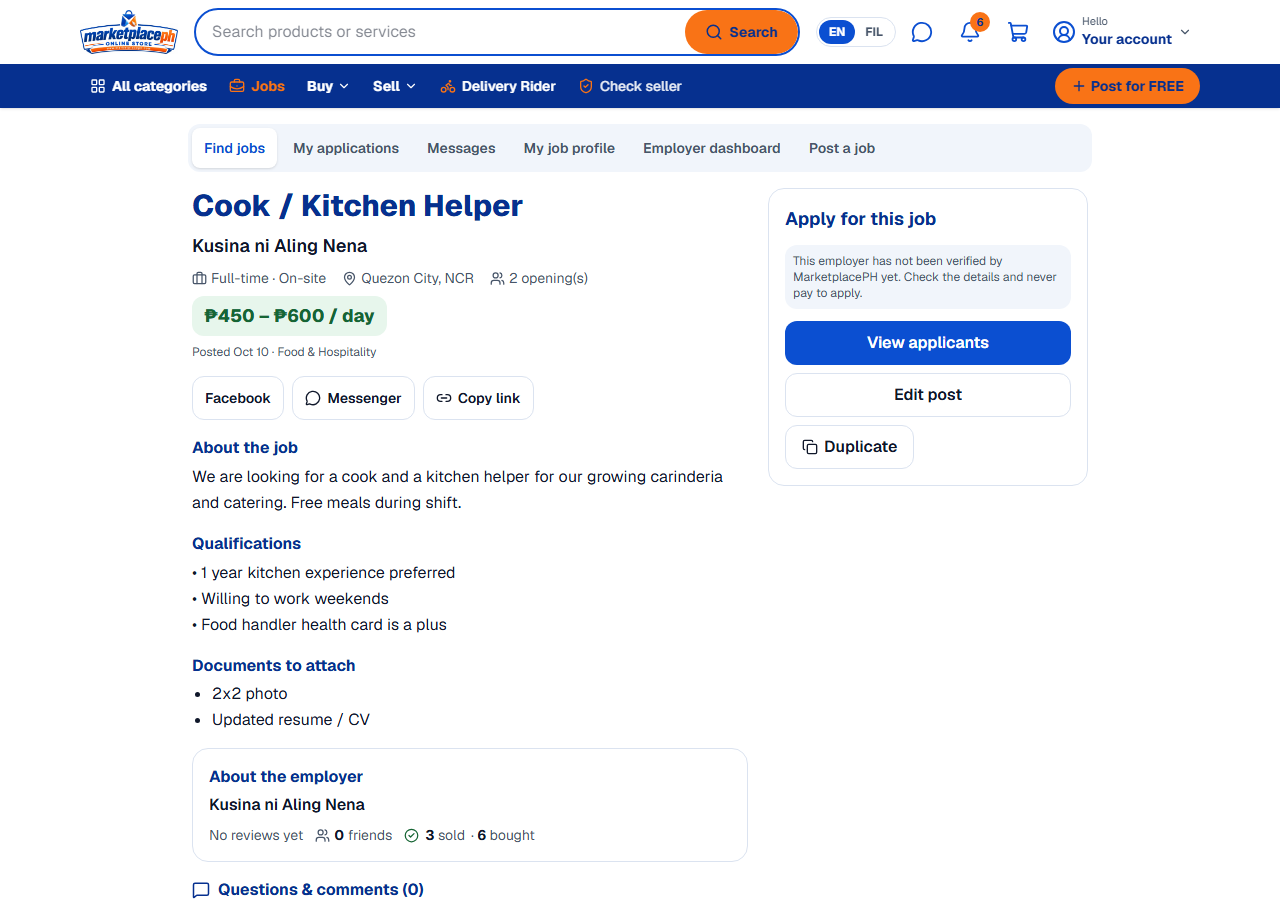 marketplaceph
ONLINE STORE
Search products or services
Search
EN FIL
6
Hello
Your account
All categories Jobs Buy Sell Delivery Rider Check seller
+ Post for FREE
Find jobs My applications Messages My job profile Employer dashboard Post a job
Cook / Kitchen Helper
Kusina ni Aling Nena
Full-time · On-site Quezon City, NCR 2 opening(s)
₱450 – ₱600 / day
Posted Oct 10 · Food & Hospitality
Facebook Messenger Copy link
About the job
We are looking for a cook and a kitchen helper for our growing carinderia
and catering. Free meals during shift.
Qualifications
• 1 year kitchen experience preferred
• Willing to work weekends
• Food handler health card is a plus
Documents to attach
• 2x2 photo
• Updated resume / CV
About the employer
Kusina ni Aling Nena
No reviews yet 0 friends 3 sold · 6 bought
Questions & comments (0)
Apply for this job
This employer has not been verified by
MarketplacePH yet. Check the details and never
pay to apply.
View applicants
Edit post
Duplicate